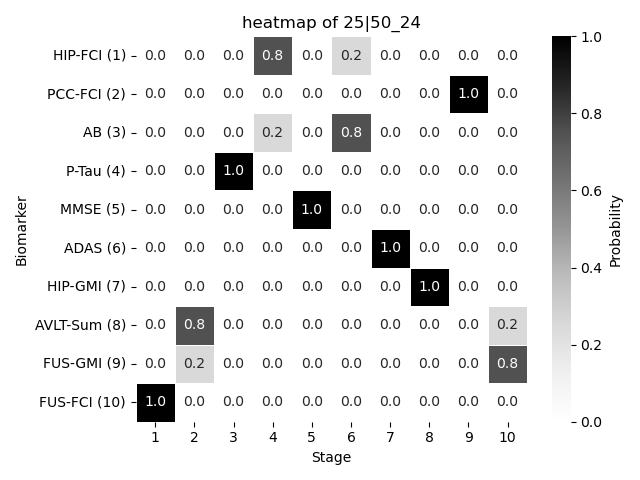 heatmap of 25|50_24
Biomarker
HIP-FCI (1) 0.0 0.0 0.0 0.8 0.0 0.2 0.0 0.0 0.0 0.0
PCC-FCI (2) 0.0 0.0 0.0 0.0 0.0 0.0 0.0 0.0 1.0 0.0
AB (3) 0.0 0.0 0.0 0.2 0.0 0.8 0.0 0.0 0.0 0.0
P-Tau (4) 0.0 0.0 1.0 0.0 0.0 0.0 0.0 0.0 0.0 0.0
MMSE (5) 0.0 0.0 0.0 0.0 1.0 0.0 0.0 0.0 0.0 0.0
ADAS (6) 0.0 0.0 0.0 0.0 0.0 0.0 1.0 0.0 0.0 0.0
HIP-GMI (7) 0.0 0.0 0.0 0.0 0.0 0.0 0.0 1.0 0.0 0.0
AVLT-Sum (8) 0.0 0.8 0.0 0.0 0.0 0.0 0.0 0.0 0.0 0.2
FUS-GMI (9) 0.0 0.2 0.0 0.0 0.0 0.0 0.0 0.0 0.0 0.8
FUS-FCI (10) 1.0 0.0 0.0 0.0 0.0 0.0 0.0 0.0 0.0 0.0
1 2 3 4 5 6 7 8 9 10
Stage
1.0
0.8
0.6
0.4
0.2
0.0
Probability